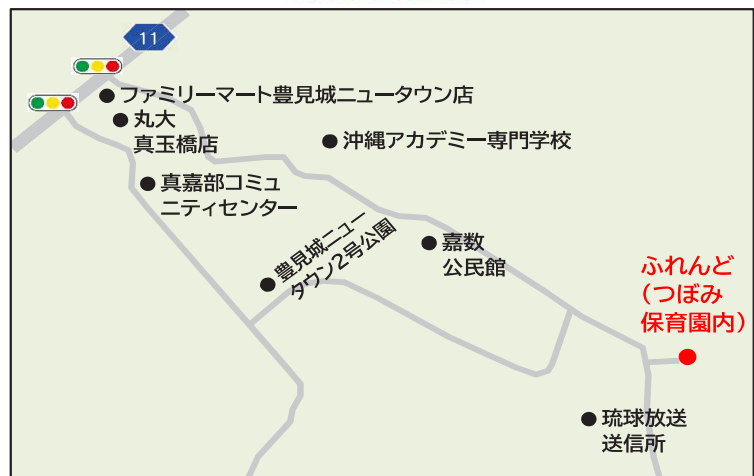 11
ファミリーマート豊見城ニュータウン店
丸大
真玉橋店
沖縄アカデミー専門学校
真嘉部コミュ
ニティセンター
豊見城ニュー
タウン2号公園
嘉数
公民館
ふれんど
（つぼみ
保育園内）
琉球放送
送信所